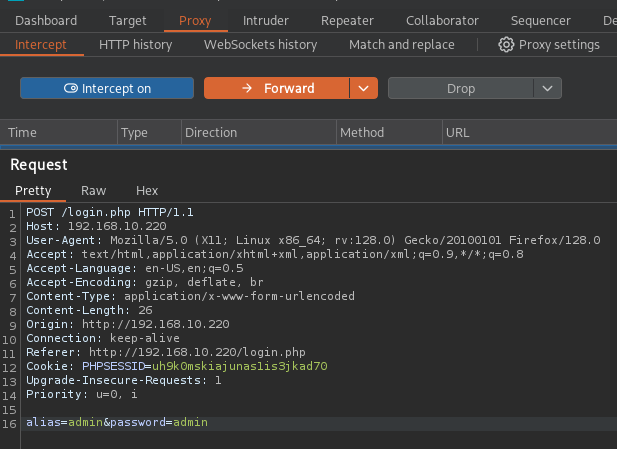 Dashboard Target Proxy Intruder Repeater Collaborator Sequencer De
Intercept HTTP history WebSockets history Match and replace Proxy settings
Intercept on Forward Drop
Time Type Direction Method URL
Request
Pretty Raw Hex
1 POST /login.php HTTP/1.1
2 Host: 192.168.10.220
3 User-Agent: Mozilla/5.0 (X11; Linux x86_64; rv:128.0) Gecko/20100101 Firefox/128.0
4 Accept: text/html,application/xhtml+xml,application/xml;q=0.9,*/*;q=0.8
5 Accept-Language: en-US,en;q=0.5
6 Accept-Encoding: gzip, deflate, br
7 Content-Type: application/x-www-form-urlencoded
8 Content-Length: 26
9 Origin: http://192.168.10.220
10 Connection: keep-alive
11 Referer: http://192.168.10.220/login.php
12 Cookie: PHPSESSID=uh9k0mskiajunas1is3jkad70
13 Upgrade-Insecure-Requests: 1
14 Priority: u=0, i
15
16 alias=admin&password=admin